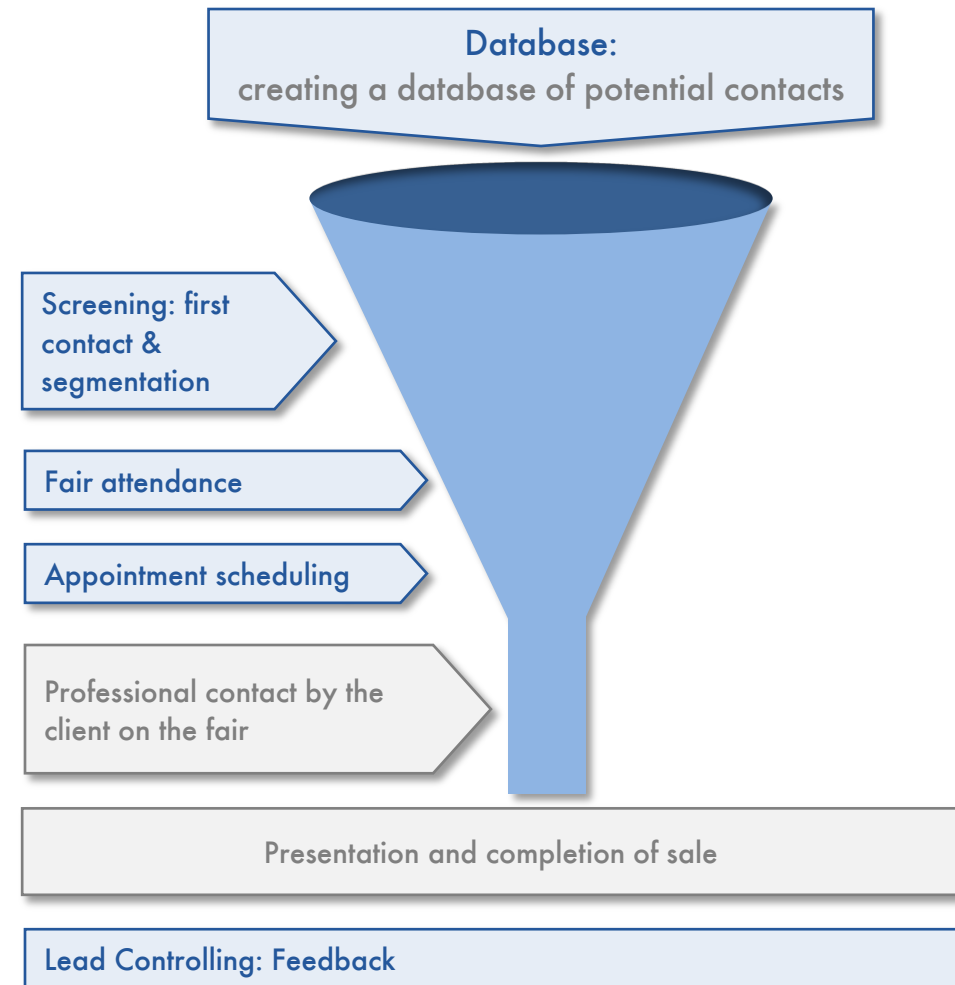 Database:
creating a database of potential contacts
Screening: first
contact &
segmentation
Fair attendance
Appointment scheduling
Professional contact by the
client on the fair
Presentation and completion of sale
Lead Controlling: Feedback